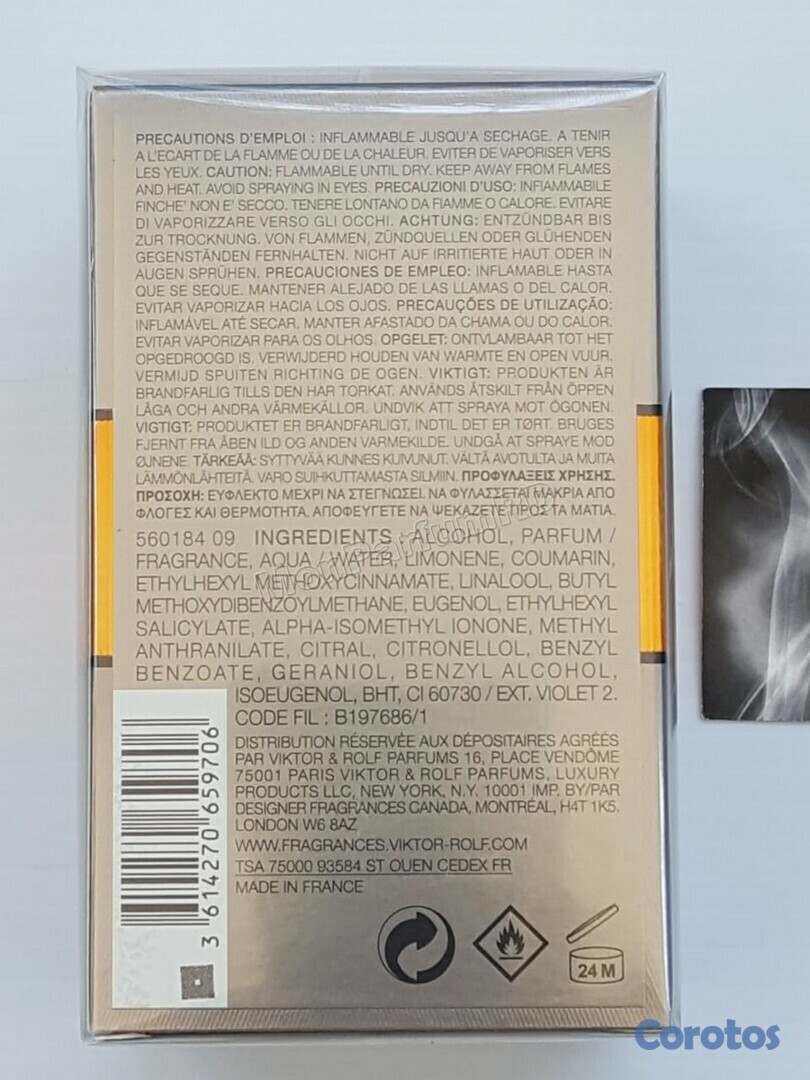 PRECAUTIONS D'EMPLOI : INFLAMMABLE JUSQU'A SECHAGE. A TENIR
A L'ECART DE LA FLAMME OU DE LA CHALEUR. EVITER DE VAPORISER VERS
LES YEUX. CAUTION: FLAMMABLE UNTIL DRY. KEEP AWAY FROM FLAMES
AND HEAT. AVOID SPRAYING IN EYES. PRECAUZIONI D'USO: INFIAMMABILE
FINCHE' NON E' SECCO. TENERE LONTANO DA FIAMME O CALORE. EVITARE
DI VAPORIZZARE VERSO GLI OCCHI. ACHTUNG: ENTZÜNDBAR BIS
ZUR TROCKNUNG. VON FLAMMEN, ZÜNDQUELLEN ODER GLÜHENDEN
GEGENSTÄNDEN FERNHALTEN. NICHT AUF IRRITIERTE HAUT ODER IN
AUGEN SPRÜHEN. PRECAUCIONES DE EMPLEO: INFLAMABLE HASTA
QUE SE SEQUE. MANTENER ALEJADO DE LAS LLAMAS O DEL CALOR.
EVITAR VAPORIZAR HACIA LOS OJOS. PRECAUÇÕES DE UTILIZAÇÃO:
INFLAMÁVEL ATÉ SECAR. MANTER AFASTADO DA CHAMA OU DO CALOR.
EVITAR VAPORIZAR PARA OS OLHOS. OPGELET: ONTVLAMBAAR TOT HET
OPGEDROOGD IS. VERWIJDERD HOUDEN VAN WARMTE EN OPEN VUUR.
VERMIJD SPUITEN RICHTING DE OGEN. VIKTIGT: PRODUKTEN ÄR
BRANDFARLIG TILLS DEN HAR TORKAT. ANVÄNDS ÅTSKILT FRÅN ÖPPEN
LÅGA OCH ANDRA VÄRMEKÄLLOR. UNDVIK ATT SPRAYA MOT ÖGONEN.
VIGTIGT: PRODUKTET ER BRANDFARLIGT, INDTIL DET ER TØRT. BRUGES
FJERNT FRA ÅBEN ILD OG ANDEN VARMEKILDE. UNDGÅ AT SPRAYE MOD
ØJNENE. TÄRKEÄÄ: SYTTYVÄÄ KUNNES KUIVUNUT. VÄLTÄ AVOTULTA JA MUITA
LÄMMÖNLÄHTEITÄ. VARO SUIHKUTTAMASTA SILMIIN. ΠΡΟΦΥΛΑΞΕΙΣ ΧΡΗΣΗΣ.
ΠΡΟΣΟΧΗ: ΕΥΦΛΕΚΤΟ ΜΕΧΡΙ ΝΑ ΣΤΕΓΝΩΣΕΙ. ΝΑ ΦΥΛΑΣΣΕΤΑΙ ΜΑΚΡΙΑ ΑΠΟ
ΦΛΟΓΕΣ ΚΑΙ ΘΕΡΜΟΤΗΤΑ. ΑΠΟΦΕΥΓΕΤΕ ΝΑ ΨΕΚΑΖΕΤΕ ΠΡΟΣ ΤΑ ΜΑΤΙΑ.
560184 09 INGREDIENTS : ALCOHOL, PARFUM /
FRAGRANCE, AQUA / WATER, LIMONENE, COUMARIN,
ETHYLHEXYL METHOXYCINNAMATE, LINALOOL, BUTYL
METHOXYDIBENZOYLMETHANE, EUGENOL, ETHYLHEXYL
SALICYLATE, ALPHA-ISOMETHYL IONONE, METHYL
ANTHRANILATE, CITRAL, CITRONELLOL, BENZYL
BENZOATE, GERANIOL, BENZYL ALCOHOL,
ISOEUGENOL, BHT, CI 60730 / EXT. VIOLET 2.
CODE FIL : B197686/1
DISTRIBUTION RÉSERVÉE AUX DÉPOSITAIRES AGRÉÉS
PAR VIKTOR & ROLF PARFUMS 16, PLACE VENDÔME
75001 PARIS VIKTOR & ROLF PARFUMS, LUXURY
PRODUCTS LLC, NEW YORK, N.Y. 10001 IMP. BY/PAR
DESIGNER FRAGRANCES CANADA, MONTRÉAL, H4T 1K5.
LONDON W6 8AZ
WWW.FRAGRANCES.VIKTOR-ROLF.COM
TSA 75000 93584 ST OUEN CEDEX FR
MADE IN FRANCE
3 614270 659706
24 M
Corotos